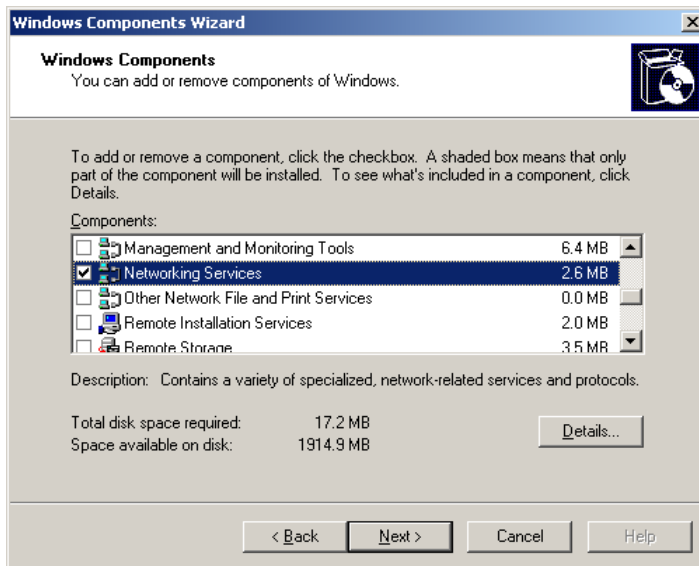 Windows Components Wizard
Windows Components
You can add or remove components of Windows.
To add or remove a component, click the checkbox. A shaded box means that only
part of the component will be installed. To see what's included in a component, click
Details.
Components:
Management and Monitoring Tools 6.4 MB
Networking Services 2.6 MB
Other Network File and Print Services 0.0 MB
Remote Installation Services 2.0 MB
Remote Storage 3.5 MB
Description: Contains a variety of specialized, network-related services and protocols.
Total disk space required: 17.2 MB
Space available on disk: 1914.9 MB
Details...
< Back Next > Cancel Help